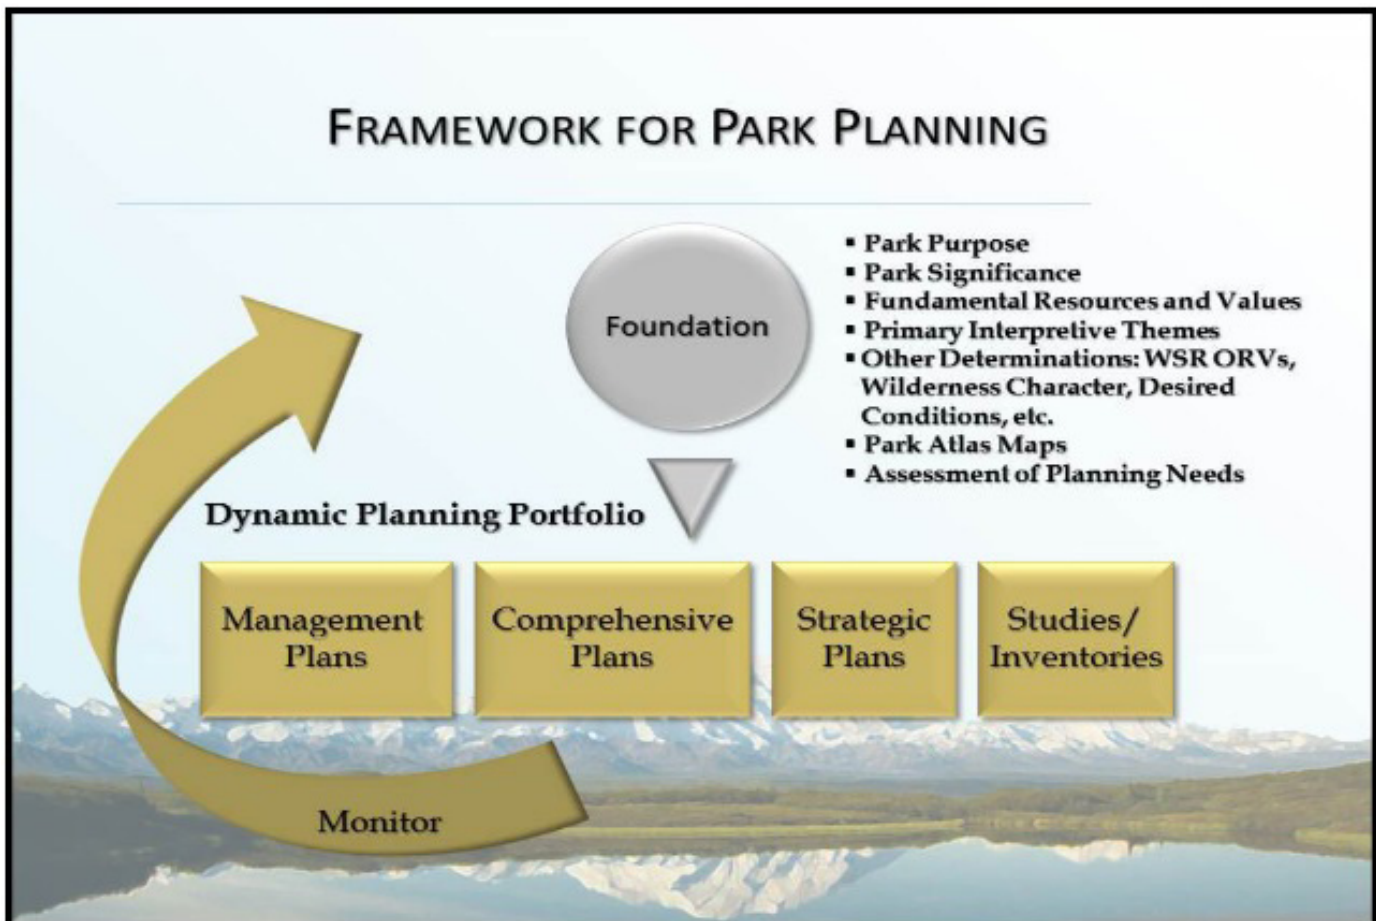 FRAMEWORK FOR PARK PLANNING
Foundation
▪ Park Purpose
▪ Park Significance
▪ Fundamental Resources and Values
▪ Primary Interpretive Themes
▪ Other Determinations: WSR ORVs,
Wilderness Character, Desired
Conditions, etc.
▪ Park Atlas Maps
▪ Assessment of Planning Needs
Dynamic Planning Portfolio
Management
Plans
Comprehensive
Plans
Strategic
Plans
Studies/
Inventories
Monitor